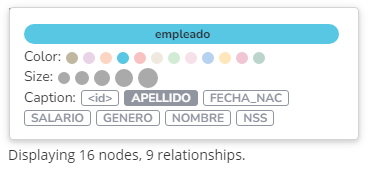 empleado
Color:
Size:
Caption: <id> APELLIDO FECHA_NAC
SALARIO GENERO NOMBRE NSS
Displaying 16 nodes, 9 relationships.